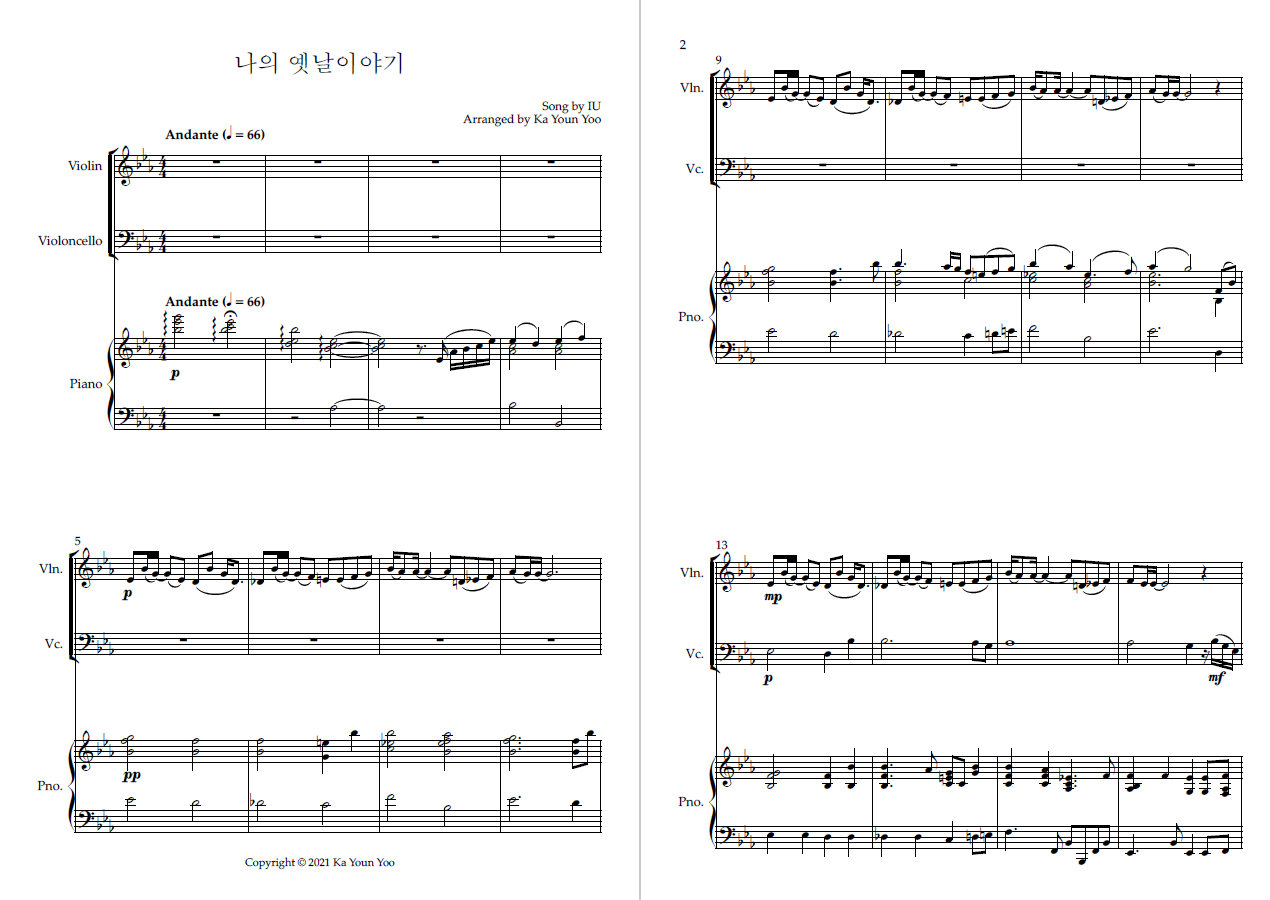 나의 옛날이야기
Song by IU
Arranged by Ka Youn Yoo
Andante (♩ = 66)
Violin
Violoncello
Andante (♩ = 66)
Piano
p
5
Vln.
p
Vc.
Pno.
pp
Copyright © 2021 Ka Youn Yoo
2
9
Vln.
Vc.
Pno.
13
Vln.
mp
Vc.
p
mf
Pno.